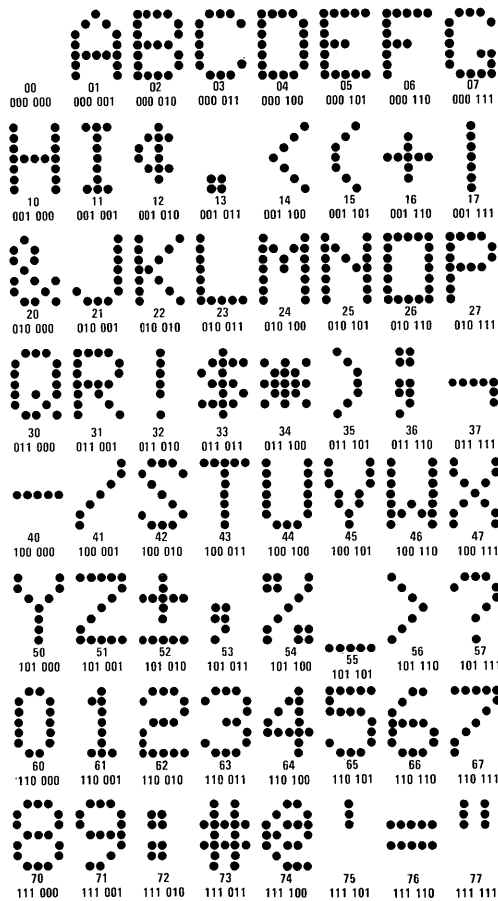 A B C D E F G
00 01 02 03 04 05 06 07
000 000 000 001 000 010 000 011 000 100 000 101 000 110 000 111
H I ¢ . < ( + |
10 11 12 13 14 15 16 17
001 000 001 001 001 010 001 011 001 100 001 101 001 110 001 111
& J K L M N O P
20 21 22 23 24 25 26 27
010 000 010 001 010 010 010 011 010 100 010 101 010 110 010 111
Q R ! $ * ) ; ¬
30 31 32 33 34 35 36 37
011 000 011 001 011 010 011 011 011 100 011 101 011 110 011 111
— / S T U V W X
40 41 42 43 44 45 46 47
100 000 100 001 100 010 100 011 100 100 100 101 100 110 100 111
Y Z ± , % _ > ?
50 51 52 53 54 55 56 57
101 000 101 001 101 010 101 011 101 100 101 101 101 110 101 111
0 1 2 3 4 5 6 7
60 61 62 63 64 65 66 67
110 000 110 001 110 010 110 011 110 100 110 101 110 110 110 111
8 9 : # @ ' = "
70 71 72 73 74 75 76 77
111 000 111 001 111 010 111 011 111 100 111 101 111 110 111 111